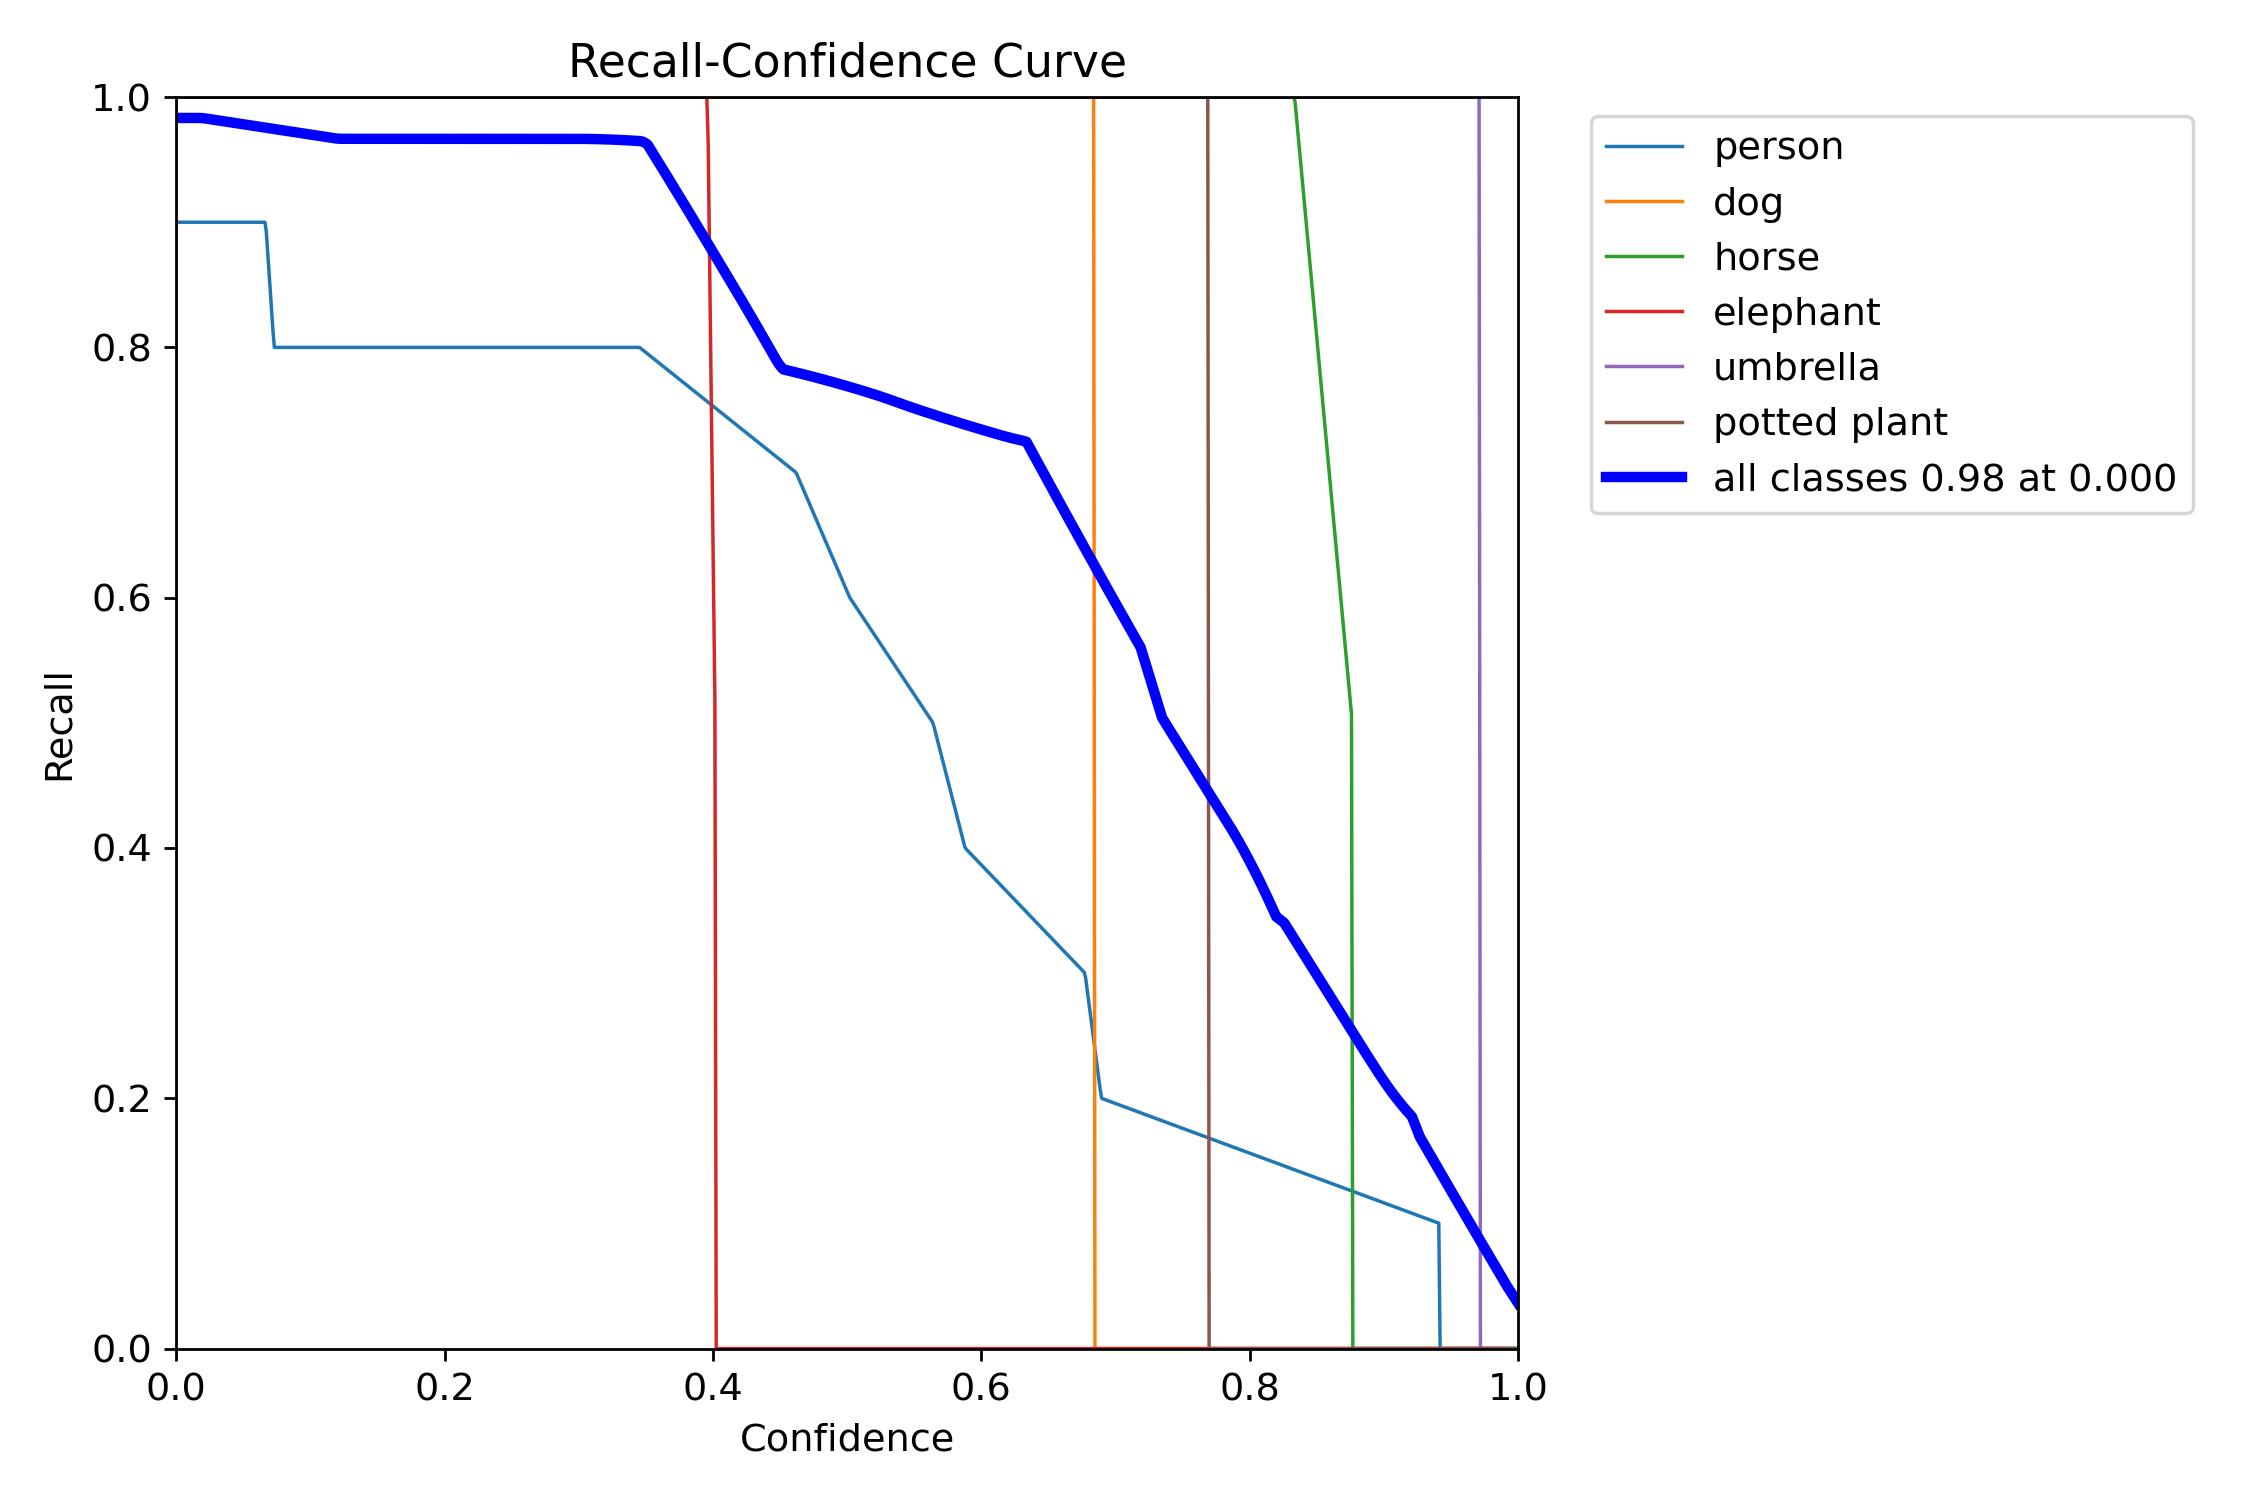 Recall-Confidence Curve
1.0
0.8
0.6
0.4
0.2
0.0
Recall
0.0 0.2 0.4 0.6 0.8 1.0
Confidence
person
dog
horse
elephant
umbrella
potted plant
all classes 0.98 at 0.000